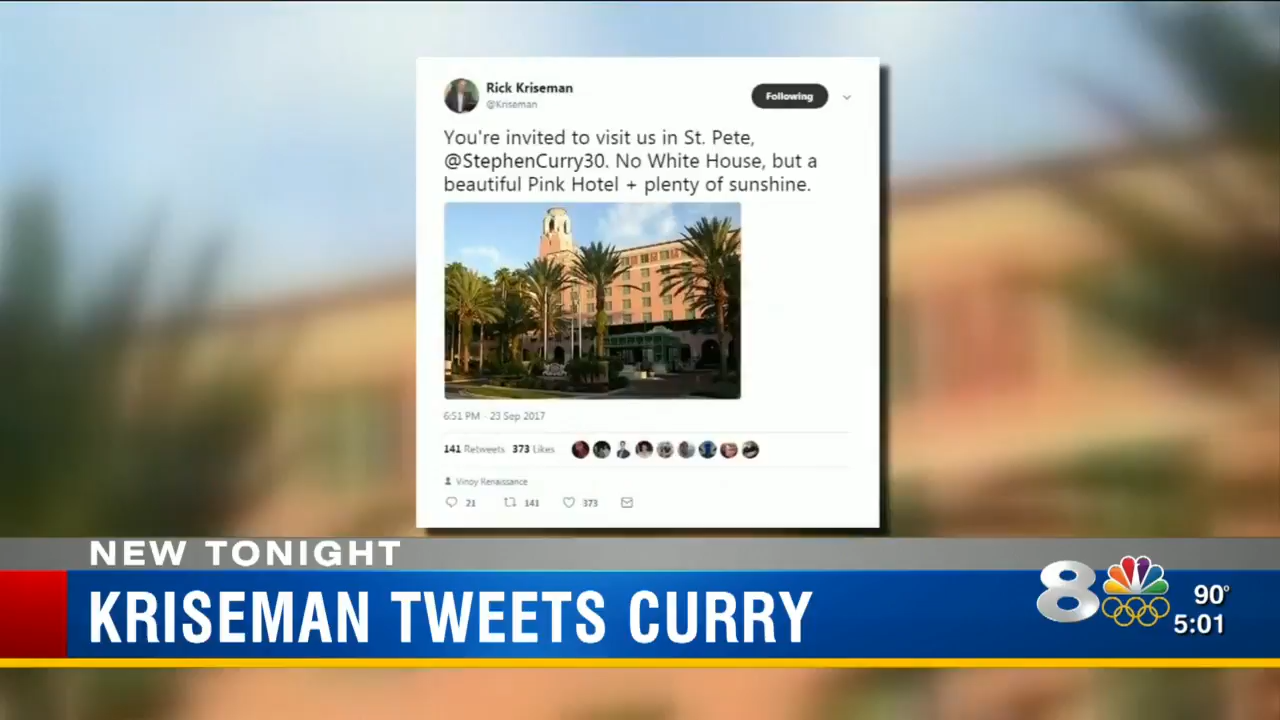 Rick Kriseman
@Kriseman
Following
You're invited to visit us in St. Pete,
@StephenCurry30. No White House, but a
beautiful Pink Hotel + plenty of sunshine.
6:51 PM - 23 Sep 2017
141 Retweets 373 Likes
Vinoy Renaissance
21 141 373
NEW TONIGHT
KRISEMAN TWEETS CURRY
8
90°
5:01